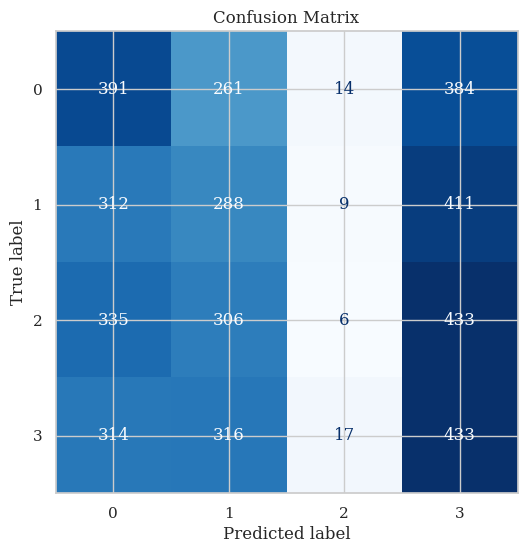 Confusion Matrix
0 391 261 14 384
1 312 288 9 411
True label
2 335 306 6 433
3 314 316 17 433
0 1 2 3
Predicted label